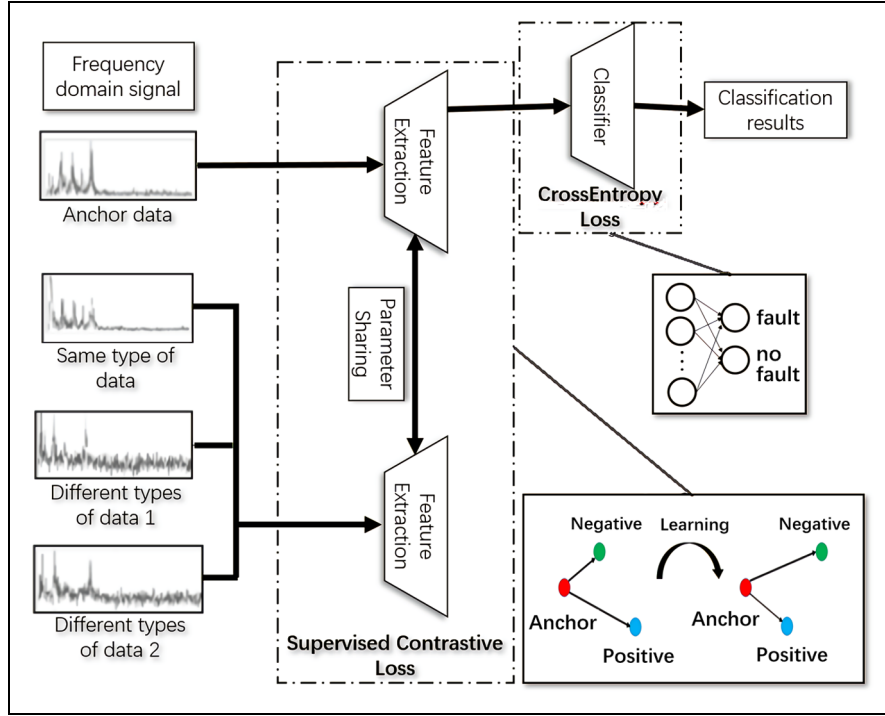 Frequency
domain signal
Anchor data
Same type of
data
Different types
of data 1
Different types
of data 2
Feature
Extraction
Parameter
Sharing
Feature
Extraction
Supervised Contrastive
Loss
Classifier
CrossEntropy
Loss
Classification
results
fault
no
fault
Negative
Learning
Negative
Anchor
Anchor
Positive
Positive